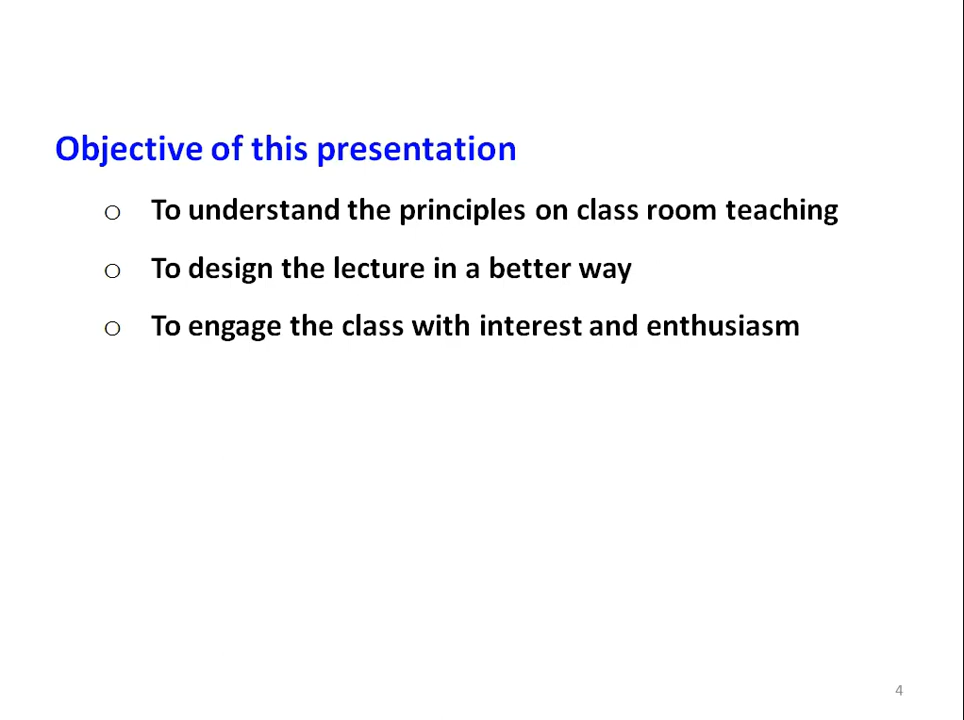 Objective of this presentation
o To understand the principles on class room teaching
o To design the lecture in a better way
o To engage the class with interest and enthusiasm
4